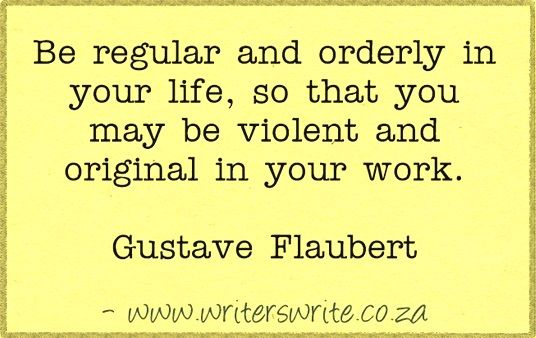 Be regular and orderly in
your life, so that you
may be violent and
original in your work.
Gustave Flaubert
- www.writerswrite.co.za